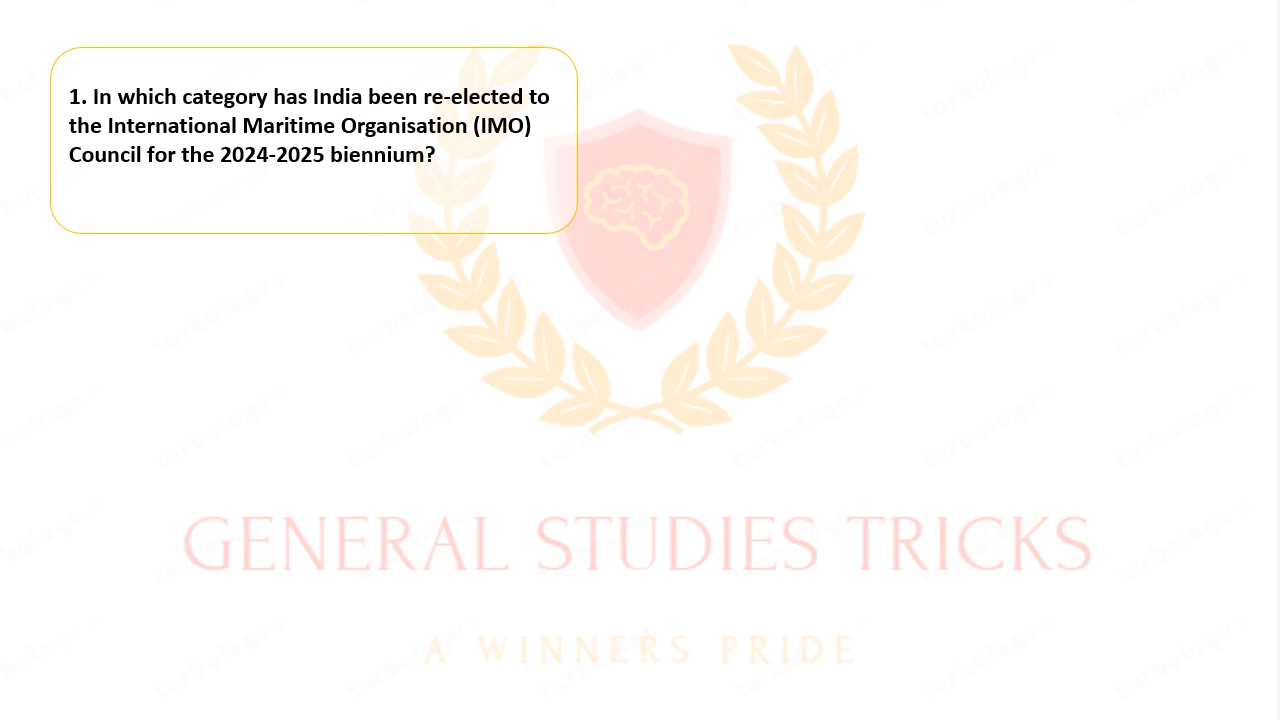 1. In which category has India been re-elected to
the International Maritime Organisation (IMO)
Council for the 2024-2025 biennium?
GENERAL STUDIES TRICKS
A WINNERS PRIDE